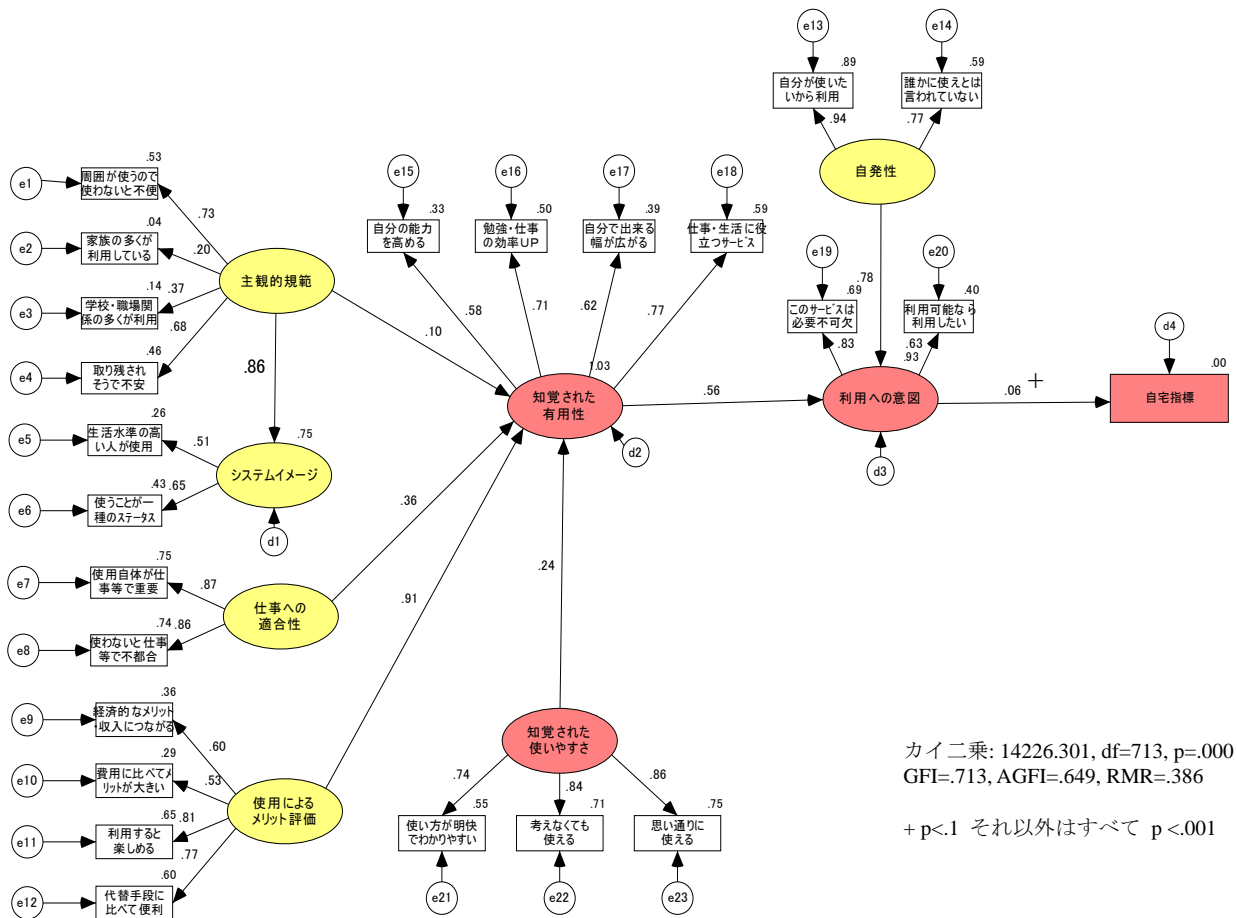 e13
e14
.89
.59
自分が使いた
いから利用
誰かに使えとは
言われていない
.94
.77
自発性
e1
.53
周囲が使うので
使わないと不便
.73
e2
.04
家族の多くが
利用している
.20
e3
.14
.37
学校・職場関
係の多くが利用
.68
e4
.46
取り残され
そうで不安
主観的規範
.10
.86
e5
.26
生活水準の高
い人が使用
.51
e6
.43
.65
使うことが一
種のステータス
.75
システムイメージ
d1
e7
.75
使用自体が仕
事等で重要
.87
e8
.74
.86
使わないと仕事
等で不都合
仕事への
適合性
.36
e9
.36
経済的なメリット
・収入につながる
.60
e10
.29
費用に比べてメ
リットが大きい
.53
e11
.65
.81
利用すると
楽しめる
.77
e12
.60
代替手段に
比べて便利
使用による
メリット評価
.91
e15
e16
e17
e18
.33
.50
.39
.59
自分の能力
を高める
勉強・仕事
の効率UP
自分で出来る
幅が広がる
仕事・生活に役
立つサービス
.58
.71
.62
.77
1.03
知覚された
有用性
d2
.56
.78
e19
e20
.69
.40
このサービスは
必要不可欠
利用可能なら
利用したい
.83
.63
.93
利用への意図
d3
.06
+
d4
.00
自宅指標
.24
知覚された
使いやすさ
.74
.84
.86
.55
.71
.75
使い方が明快
でわかりやすい
考えなくても
使える
思い通りに
使える
e21
e22
e23
カイ二乗: 14226.301, df=713, p=.000
GFI=.713, AGFI=.649, RMR=.386
+ p<.1 それ以外はすべて p <.001